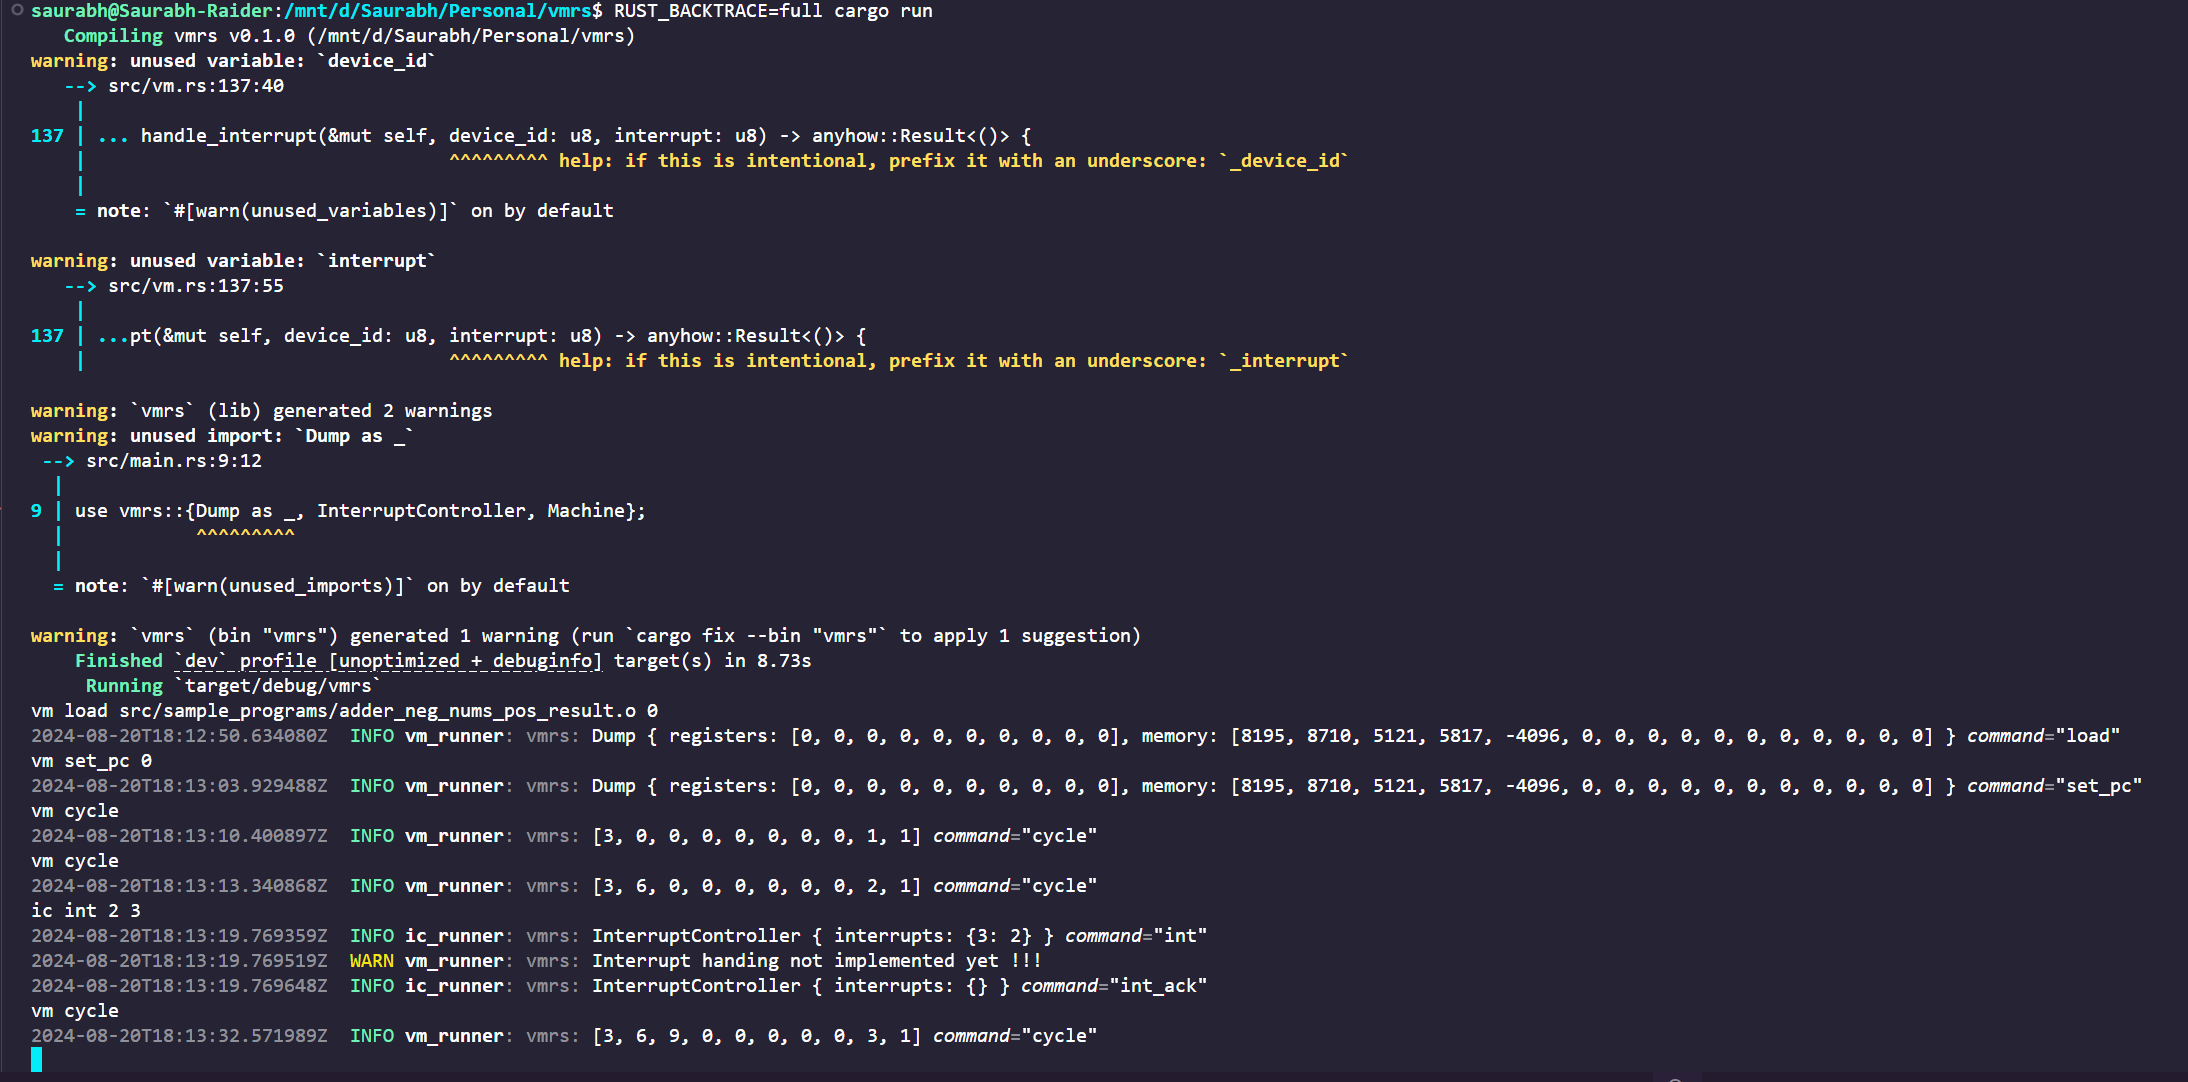 saurabh@Saurabh-Raider:/mnt/d/Saurabh/Personal/vmrs$ RUST_BACKTRACE=full cargo run
   Compiling vmrs v0.1.0 (/mnt/d/Saurabh/Personal/vmrs)
warning: unused variable: `device_id`
   --> src/vm.rs:137:40
    |
137 | ... handle_interrupt(&mut self, device_id: u8, interrupt: u8) -> anyhow::Result<()> {
    |                                 ^^^^^^^^^ help: if this is intentional, prefix it with an underscore: `_device_id`
    |
    = note: `#[warn(unused_variables)]` on by default

warning: unused variable: `interrupt`
   --> src/vm.rs:137:55
    |
137 | ...pt(&mut self, device_id: u8, interrupt: u8) -> anyhow::Result<()> {
    |                                 ^^^^^^^^^ help: if this is intentional, prefix it with an underscore: `_interrupt`

warning: `vmrs` (lib) generated 2 warnings
warning: unused import: `Dump as _`
 --> src/main.rs:9:12
  |
9 | use vmrs::{Dump as _, InterruptController, Machine};
  |            ^^^^^^^^^
  |
  = note: `#[warn(unused_imports)]` on by default

warning: `vmrs` (bin "vmrs") generated 1 warning (run `cargo fix --bin "vmrs"` to apply 1 suggestion)
    Finished `dev` profile [unoptimized + debuginfo] target(s) in 8.73s
     Running `target/debug/vmrs`
vm load src/sample_programs/adder_neg_nums_pos_result.o 0
2024-08-20T18:12:50.634080Z  INFO vm_runner: vmrs: Dump { registers: [0, 0, 0, 0, 0, 0, 0, 0, 0, 0], memory: [8195, 8710, 5121, 5817, -4096, 0, 0, 0, 0, 0, 0, 0, 0, 0, 0, 0] } command="load"
vm set_pc 0
2024-08-20T18:13:03.929488Z  INFO vm_runner: vmrs: Dump { registers: [0, 0, 0, 0, 0, 0, 0, 0, 0, 0], memory: [8195, 8710, 5121, 5817, -4096, 0, 0, 0, 0, 0, 0, 0, 0, 0, 0, 0] } command="set_pc"
vm cycle
2024-08-20T18:13:10.400897Z  INFO vm_runner: vmrs: [3, 0, 0, 0, 0, 0, 0, 0, 1, 1] command="cycle"
vm cycle
2024-08-20T18:13:13.340868Z  INFO vm_runner: vmrs: [3, 6, 0, 0, 0, 0, 0, 0, 2, 1] command="cycle"
ic int 2 3
2024-08-20T18:13:19.769359Z  INFO ic_runner: vmrs: InterruptController { interrupts: {3: 2} } command="int"
2024-08-20T18:13:19.769519Z  WARN vm_runner: vmrs: Interrupt handing not implemented yet !!!
2024-08-20T18:13:19.769648Z  INFO ic_runner: vmrs: InterruptController { interrupts: {} } command="int_ack"
vm cycle
2024-08-20T18:13:32.571989Z  INFO vm_runner: vmrs: [3, 6, 9, 0, 0, 0, 0, 0, 3, 1] command="cycle"